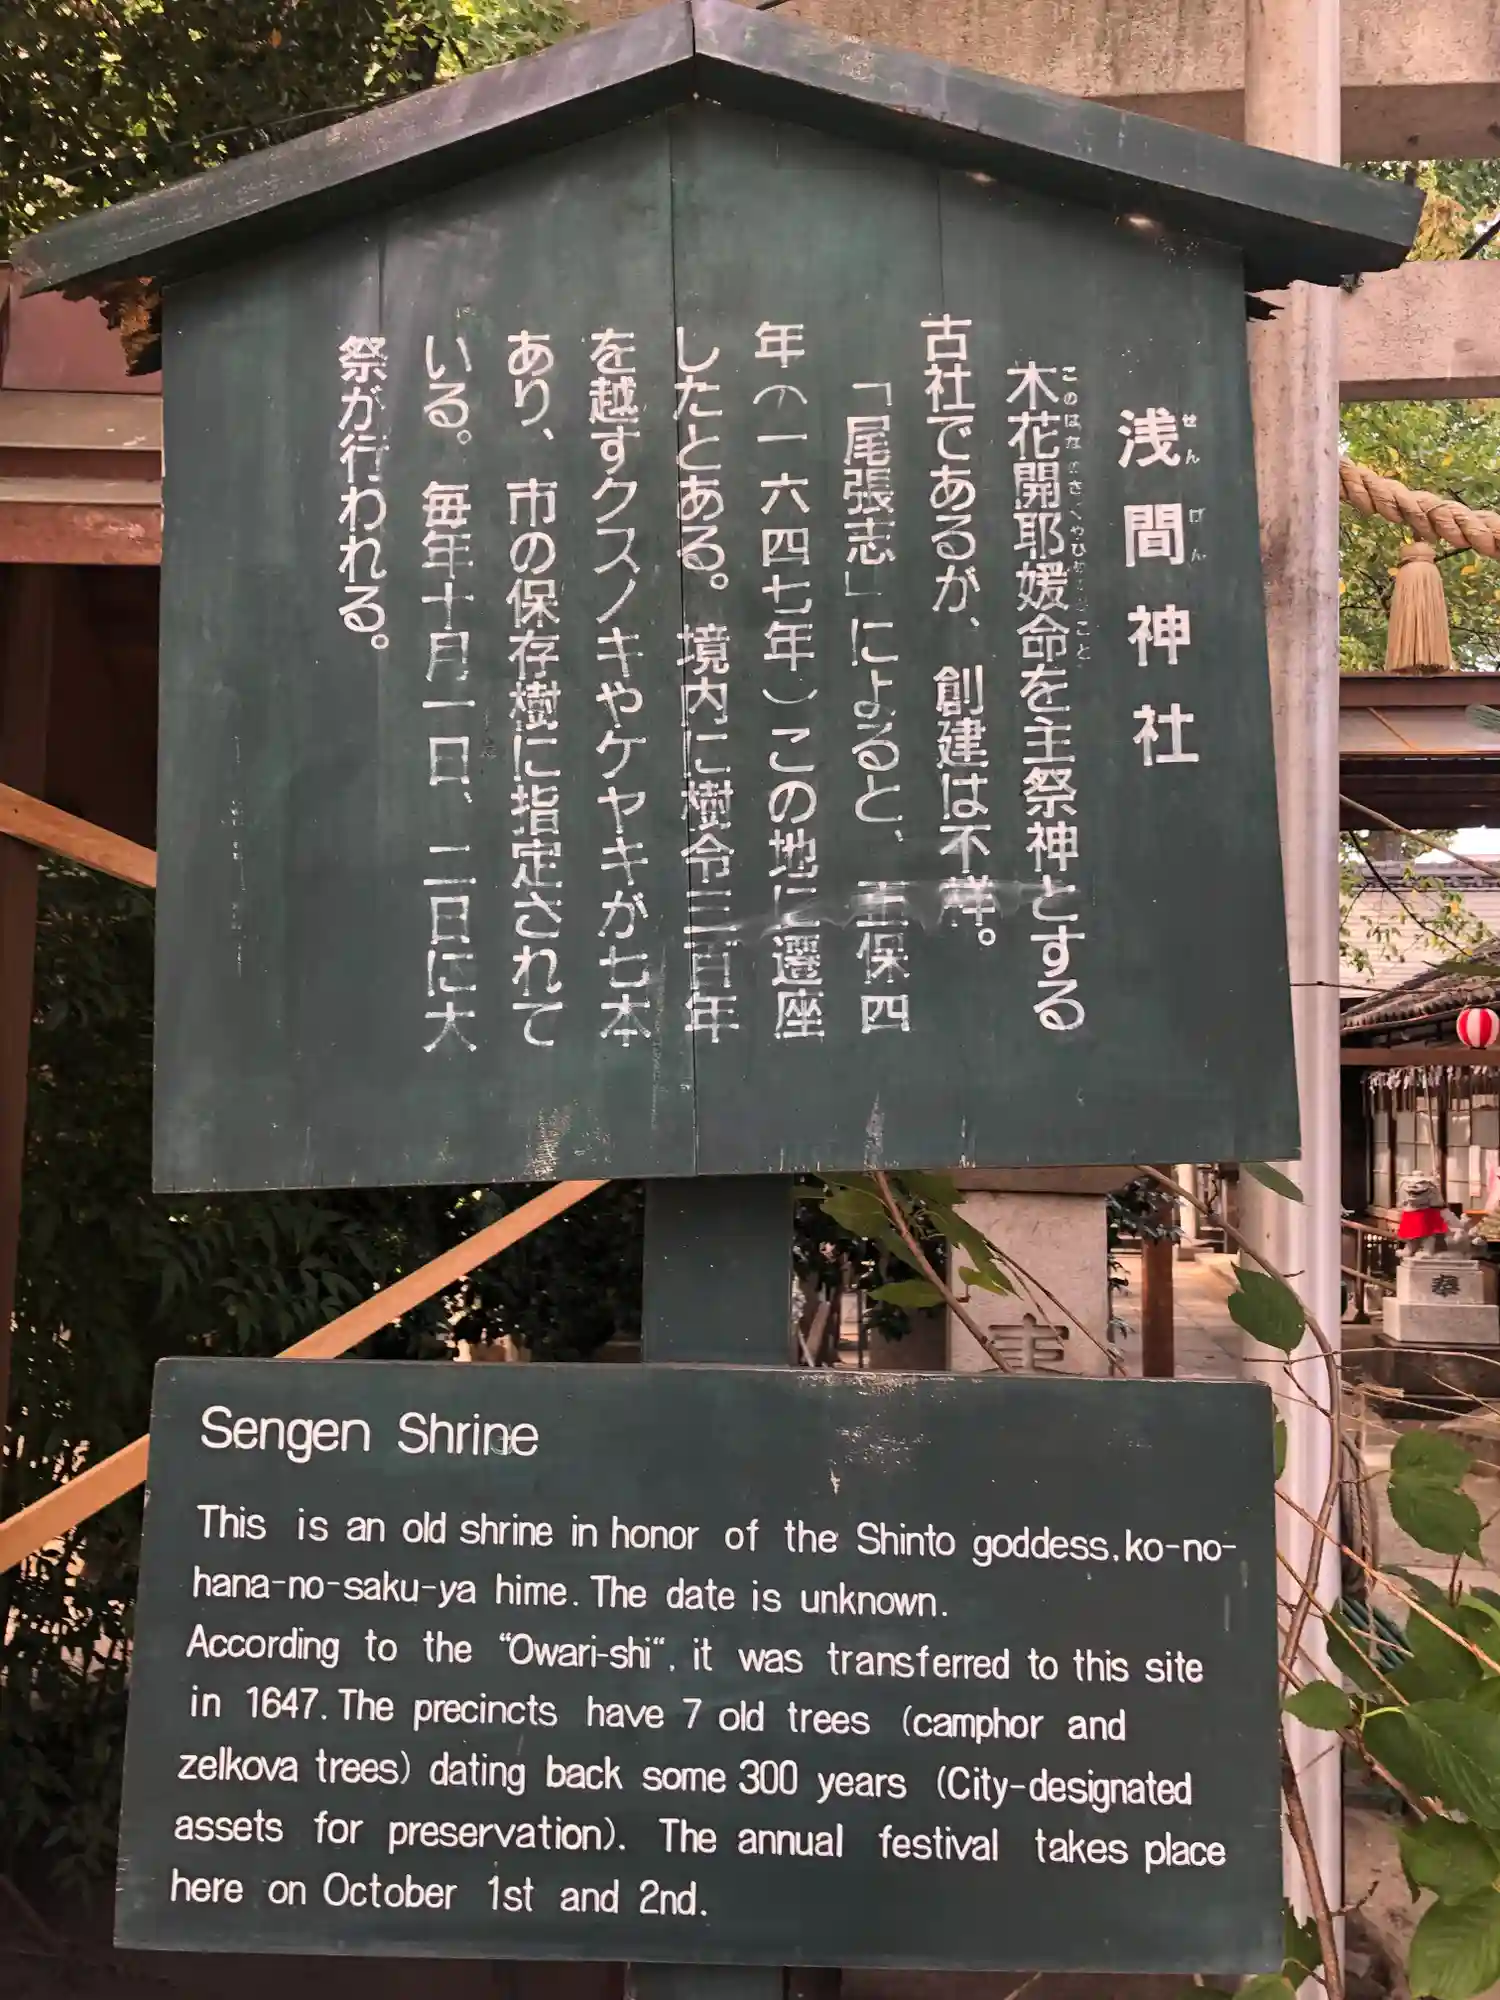 浅間神社
せんげん
木花開耶媛命を主祭神とする
古社であるが、創建は不詳。
「尾張志」によると、正保四
年(一六四七年)この地に遷座
したとある。境内に樹令三百年
を越すクスノキやケヤキが七本
あり、市の保存樹に指定されて
いる。毎年十月一日、二日に大
祭が行われる。
Sengen Shrine
This is an old shrine in honor of the Shinto goddess,ko-no-
hana-no-saku-ya hime. The date is unknown.
According to the "Owari-shi", it was transferred to this site
in 1647. The precincts have 7 old trees (camphor and
zelkova trees) dating back some 300 years (City-designated
assets for preservation). The annual festival takes place
here on October 1st and 2nd.
奉